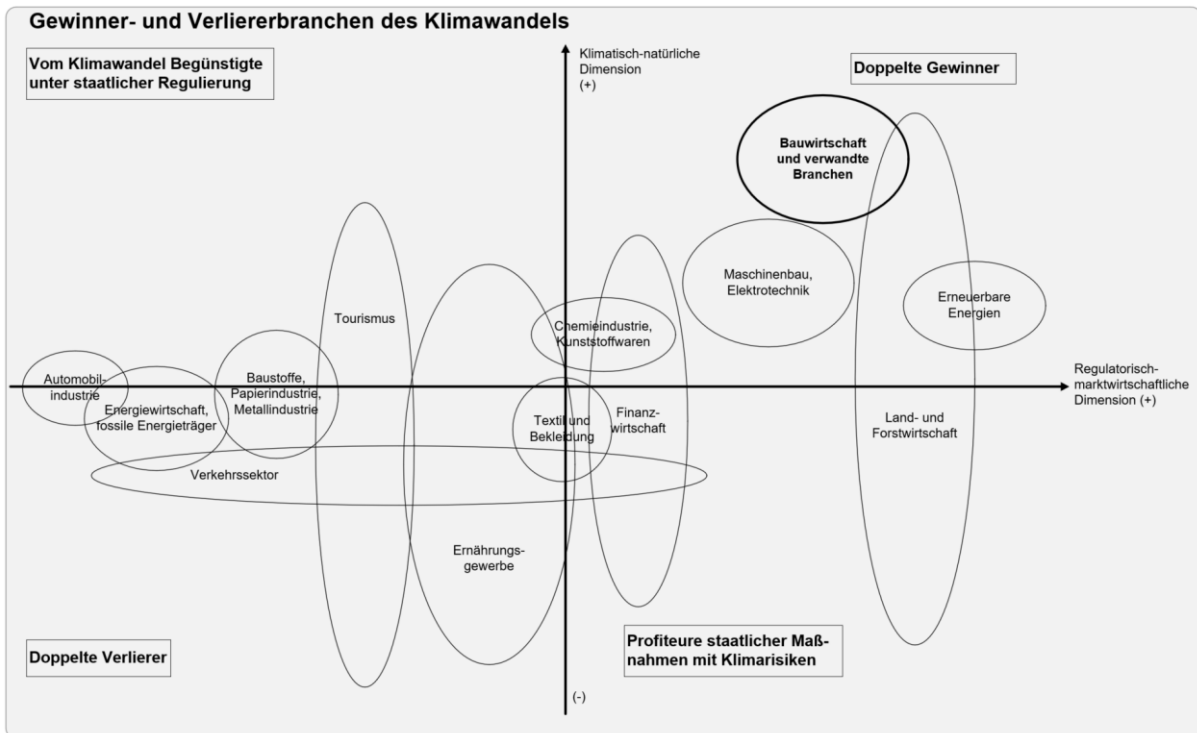 Gewinner- und Verliererbranchen des Klimawandels
Vom Klimawandel Begünstigte
unter staatlicher Regulierung
Klimatisch-natürliche
Dimension
(+)
Doppelte Gewinner
Bauwirtschaft
und verwandte
Branchen
Maschinenbau,
Elektrotechnik
Erneuerbare
Energien
Tourismus
Chemieindustrie,
Kunststoffwaren
Automobil-
industrie
Energiewirtschaft,
fossile Energieträger
Baustoffe,
Papierindustrie,
Metallindustrie
Textil und
Bekleidung
Finanz-
wirtschaft
Land- und
Forstwirtschaft
Regulatorisch-
marktwirtschaftliche
Dimension (+)
Verkehrssektor
Ernährungs-
gewerbe
Doppelte Verlierer
Profiteure staatlicher Maß-
nahmen mit Klimarisiken
(-)